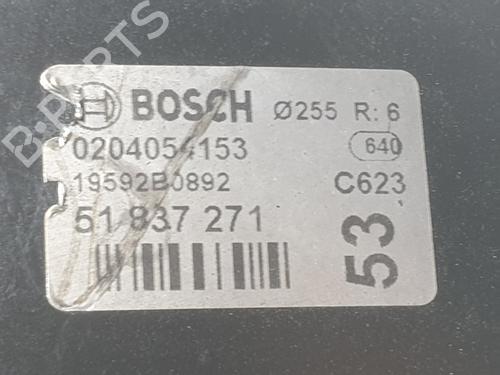 B-PARTS
BOSCH Ø255 R: 6
0204054153 640
19592B0892 C623
51 837 271
53